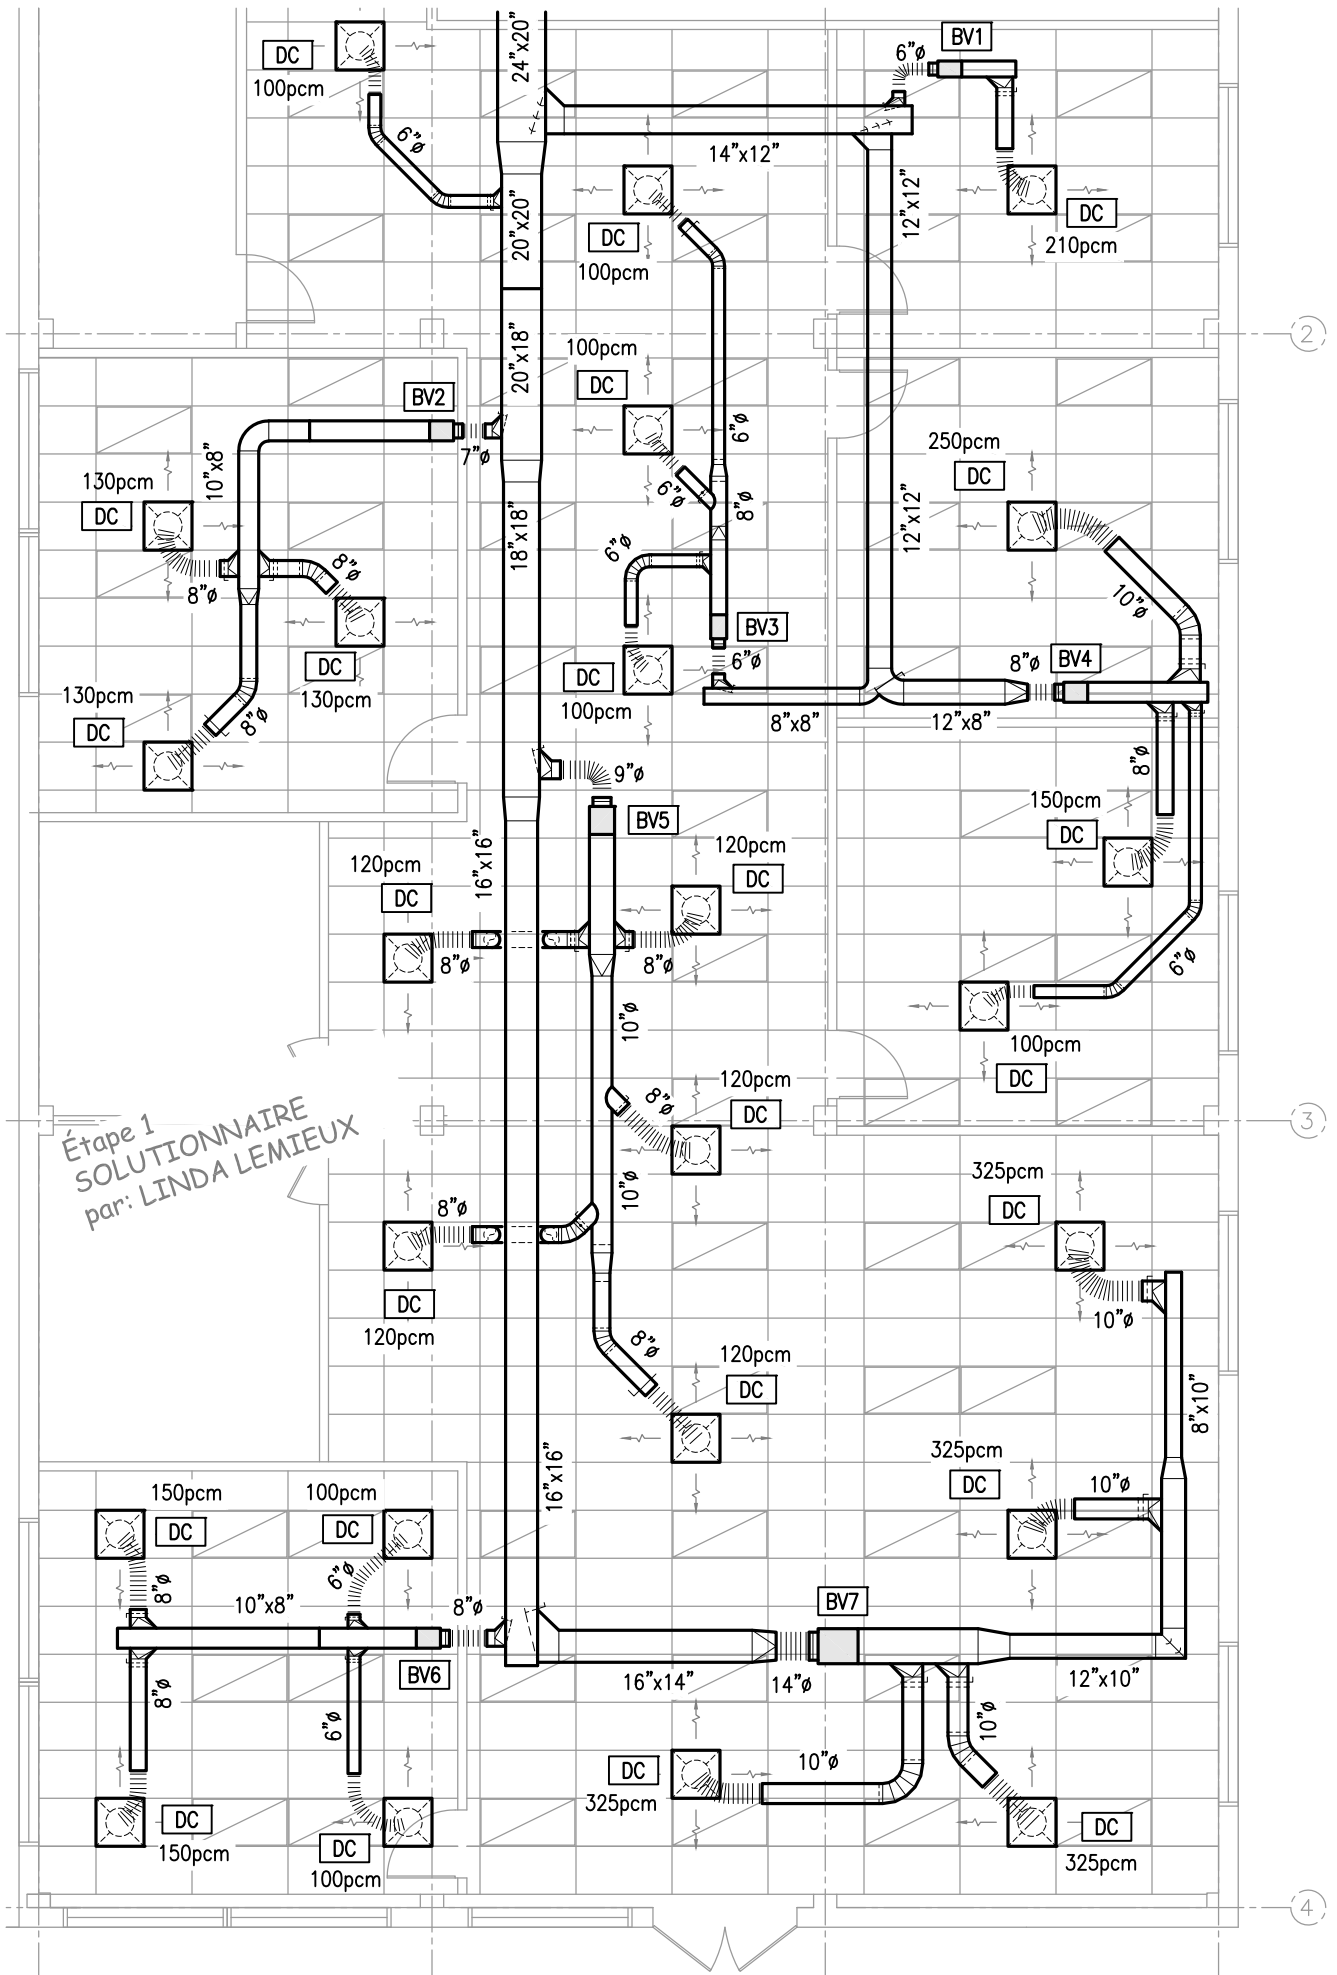 24"x20"
DC
100pcm
6"ø
BV1
6"ø
14"x12"
12"x12"
DC
210pcm
20"x20"
DC
100pcm
2
20"x18"
100pcm
DC
BV2
7"ø
10"x8"
130pcm
DC
8"ø
8"ø
DC
130pcm
130pcm
DC
8"ø
18"x18"
6"ø
6"ø
8"ø
6"ø
BV3
6"ø
DC
100pcm
8"x8"
12"x12"
250pcm
DC
10"ø
8"ø
BV4
12"x8"
8"ø
150pcm
DC
6"ø
100pcm
DC
9"ø
BV5
16"x16"
120pcm
DC
120pcm
DC
8"ø
8"ø
10"ø
120pcm
DC
8"ø
3
Étape 1
SOLUTIONNAIRE
par: LINDA LEMIEUX
10"ø
8"ø
DC
120pcm
8"ø
120pcm
DC
325pcm
DC
10"ø
8"x10"
16"x16"
325pcm
DC
10"ø
150pcm
DC
100pcm
DC
8"ø
6"ø
10"x8"
8"ø
BV6
8"ø
6"ø
DC
150pcm
DC
100pcm
BV7
16"x14"
14"ø
12"x10"
10"ø
10"ø
DC
325pcm
DC
325pcm
4